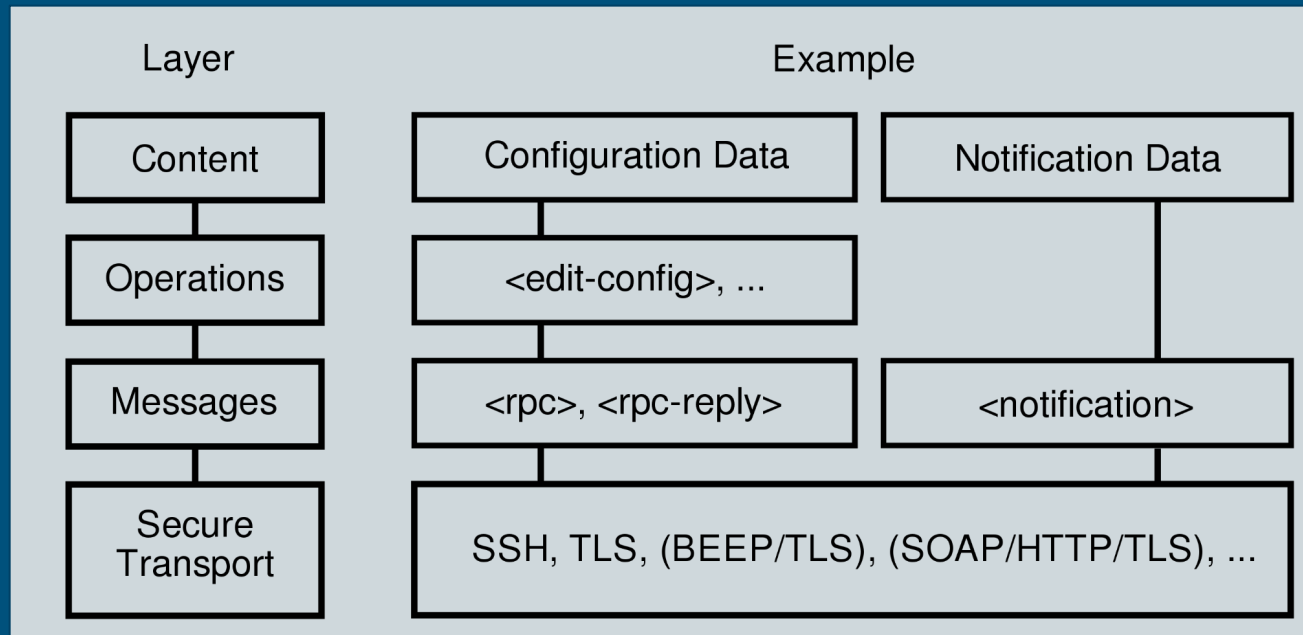 Layer
Example
Content
Configuration Data
Notification Data
Operations
<edit-config>, ...
Messages
<rpc>, <rpc-reply>
<notification>
Secure
Transport
SSH, TLS, (BEEP/TLS), (SOAP/HTTP/TLS), ...